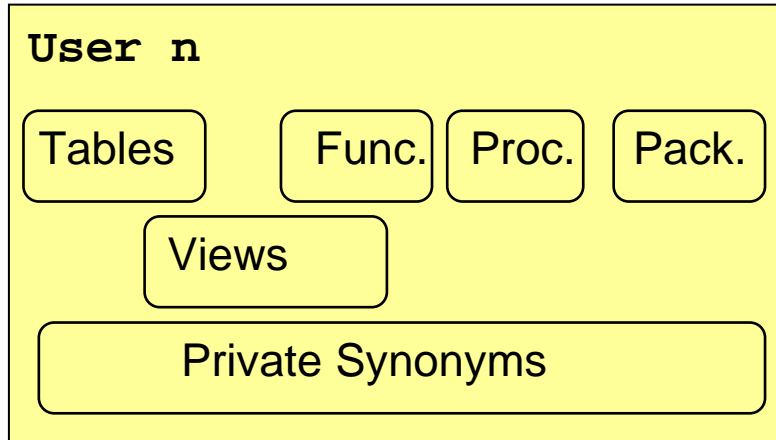 User n
Tables Func. Proc. Pack.
Views
Private Synonyms